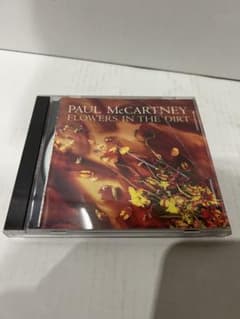 PAUL McCARTNEY
FLOWERS IN THE DIRT